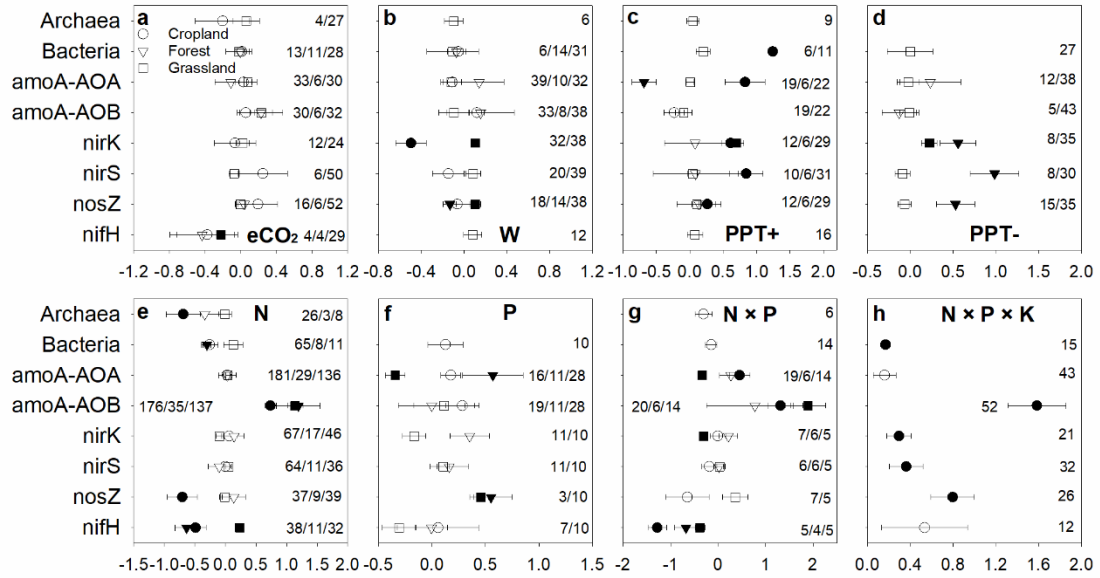 a b c d
Archaea 4/27 6 9
Cropland
Bacteria Forest 13/11/28 6/14/31 6/11 27
Grassland
amoA-AOA 33/6/30 39/10/32 19/6/22 12/38
amoA-AOB 30/6/32 33/8/38 19/22 5/43
nirK 12/24 32/38 12/6/29 8/35
nirS 6/50 20/39 10/6/31 8/30
nosZ 16/6/52 18/14/38 12/6/29 15/35
nifH eCO₂ 4/4/29 W 12 PPT+ 16 PPT-
-1.2 -0.8 -0.4 0.0 0.4 0.8 1.2 -1.0 -0.5 0.0 0.5 1.0 1.5 -1.0 -0.5 0.0 0.5 1.0 1.5 2.0 -0.5 0.0 0.5 1.0 1.5 2.0
e N f P g N × P h N × P × K
Archaea 26/3/8 6
Bacteria 65/8/11 10 14 15
amoA-AOA 181/29/136 16/11/28 19/6/14 43
amoA-AOB 176/35/137 19/11/28 20/6/14 52
nirK 67/17/46 11/10 7/6/5 21
nirS 64/11/36 11/10 6/6/5 32
nosZ 37/9/39 3/10 7/5 26
nifH 38/11/32 7/10 5/4/5 12
-1.5 -1.0 -0.5 0.0 0.5 1.0 1.5 2.0 -0.5 0.0 0.5 1.0 1.5 -2 -1 0 1 2 0.0 0.4 0.8 1.2 1.6 2.0